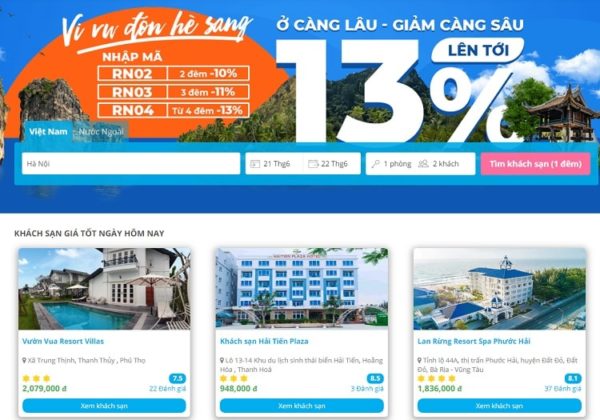 Vi vu đón hè sang
NHẬP MÃ
RN02 2 đêm -10%
RN03 3 đêm -11%
RN04 Từ 4 đêm -13%
Ở CÀNG LÂU - GIẢM CÀNG SÂU
LÊN TỚI
13%
Việt Nam Nước Ngoài
Hà Nội 21 Thg6 22 Thg6 1 phòng 2 khách Tìm khách sạn (1 đêm)
KHÁCH SẠN GIÁ TỐT NGÀY HÔM NAY
HAITIEN PLAZA HOTEL
Vườn Vua Resort Villas
Xã Trung Thịnh, Thanh Thủy , Phú Thọ
7.5
2,079,000 đ 22 Đánh giá
Xem khách sạn
Khách sạn Hải Tiến Plaza
Lô 13-14 Khu du lịch sinh thái biển Hải Tiến, Hoằng
Hóa , Thanh Hoá
8.5
948,000 đ 3 Đánh giá
Xem khách sạn
Lan Rừng Resort Spa Phước Hải
Tỉnh lộ 44A, thị trấn Phước Hải, huyện Đất Đỏ, Đất
Đỏ, Bà Rịa - Vũng Tàu
8.1
1,836,000 đ 37 Đánh giá
Xem khách sạn